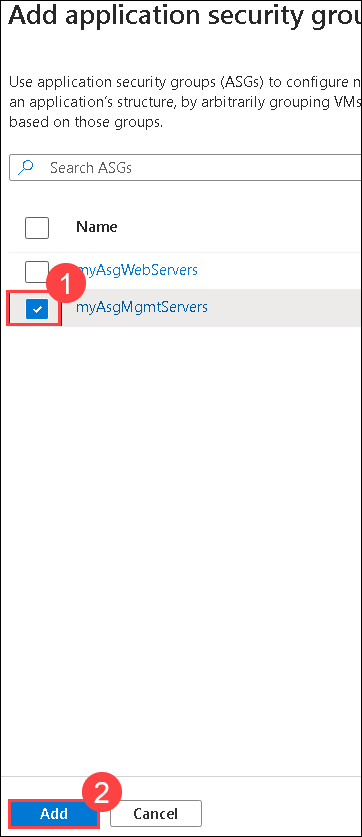 Add application security grou
Use application security groups (ASGs) to configure n
an application's structure, by arbitrarily grouping VMs
based on those groups.
Search ASGs
Name
1
myAsgWebServers
myAsgMgmtServers
2
Add
Cancel